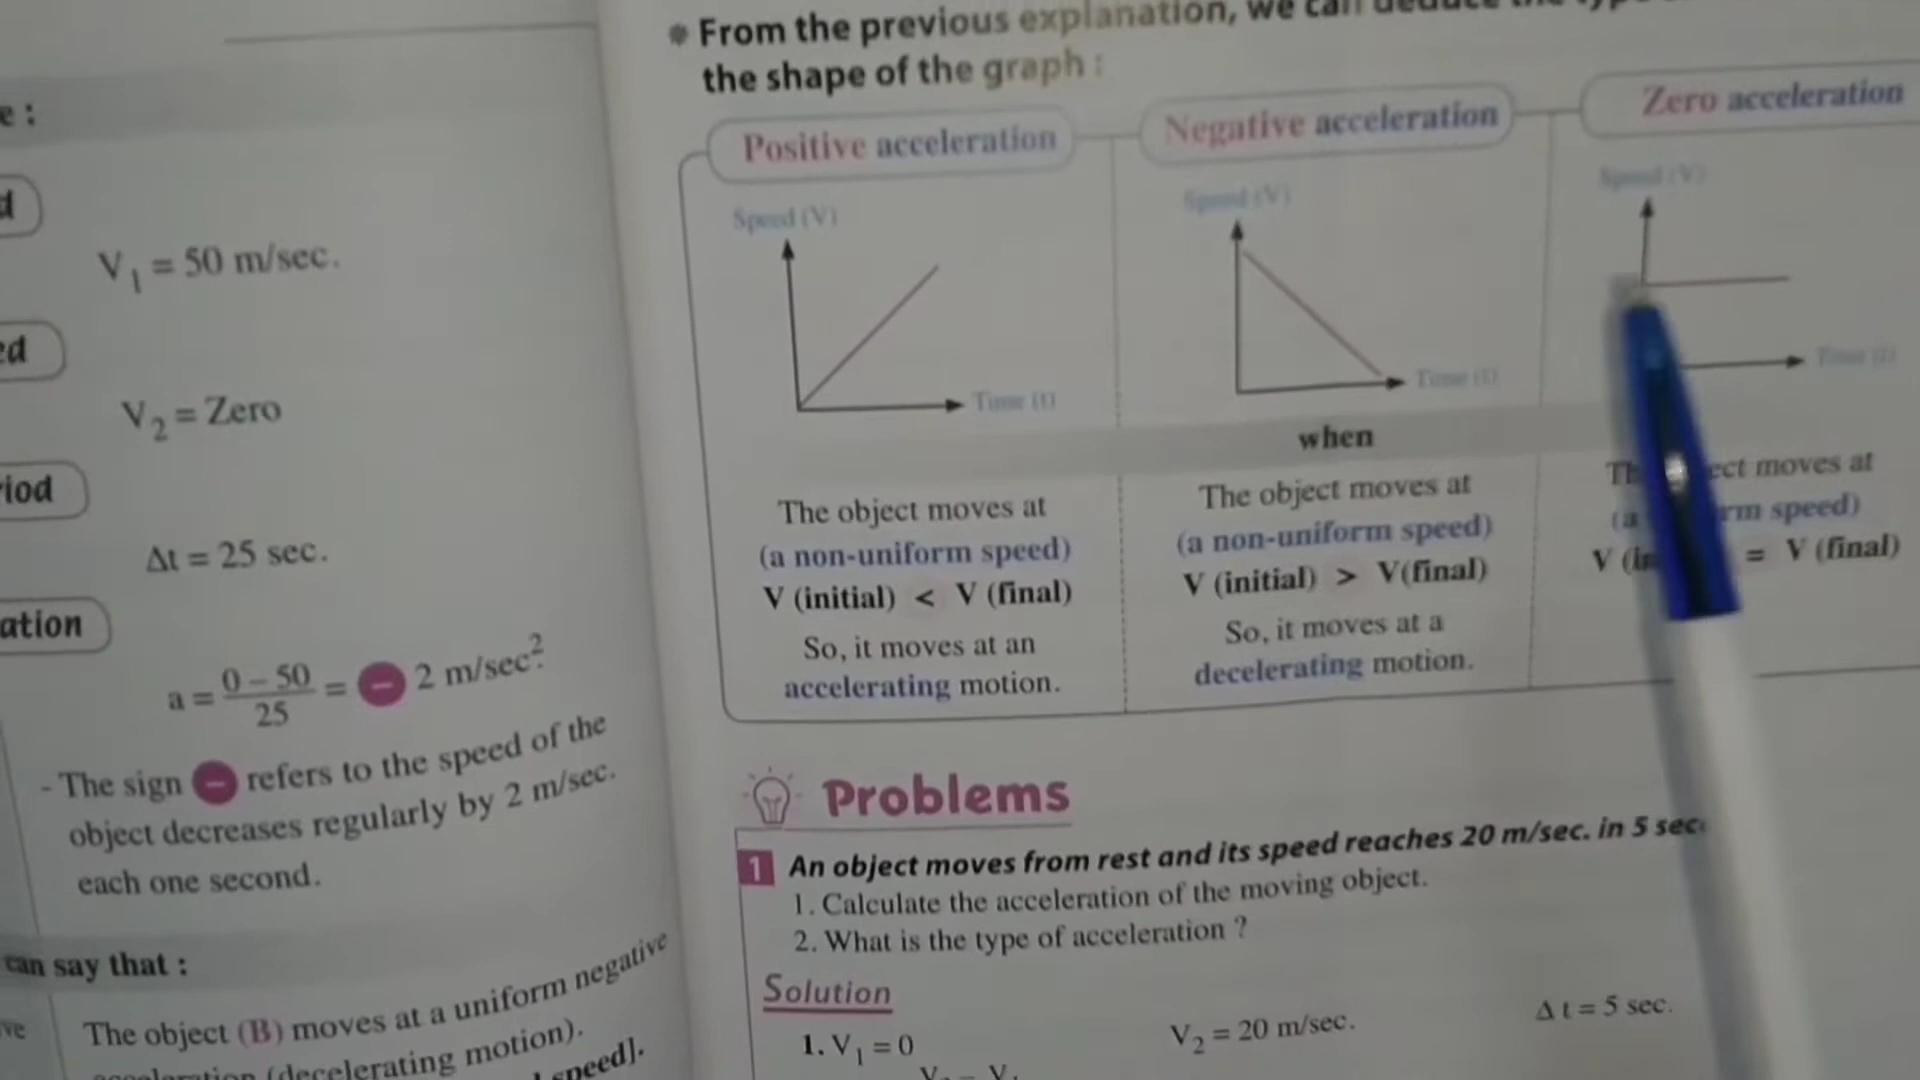 e :
d
V₁ = 50 m/sec.
ed
V₂ = Zero
riod
Δt = 25 sec.
ation
a = 0 – 50 / 25 = – 2 m/sec².
- The sign – refers to the speed of the
object decreases regularly by 2 m/sec.
each one second.
can say that :
ve
The object (B) moves at a uniform negative
acceleration (decelerating motion).
speed].
From the previous explanation, we can deduce the type
the shape of the graph :
Positive acceleration
Speed (V)
Time (t)
Negative acceleration
Speed (V)
Time (t)
Zero acceleration
Speed (V)
Time (t)
when
The object moves at
(a non-uniform speed)
V (initial) < V (final)
So, it moves at an
accelerating motion.
The object moves at
(a non-uniform speed)
V (initial) > V(final)
So, it moves at a
decelerating motion.
moves at
(a speed)
V = V (final)
Problems
1 An object moves from rest and its speed reaches 20 m/sec. in 5 sec.
1. Calculate the acceleration of the moving object.
2. What is the type of acceleration ?
Solution
1. V₁ = 0
V₂ = 20 m/sec.
Δ t = 5 sec.